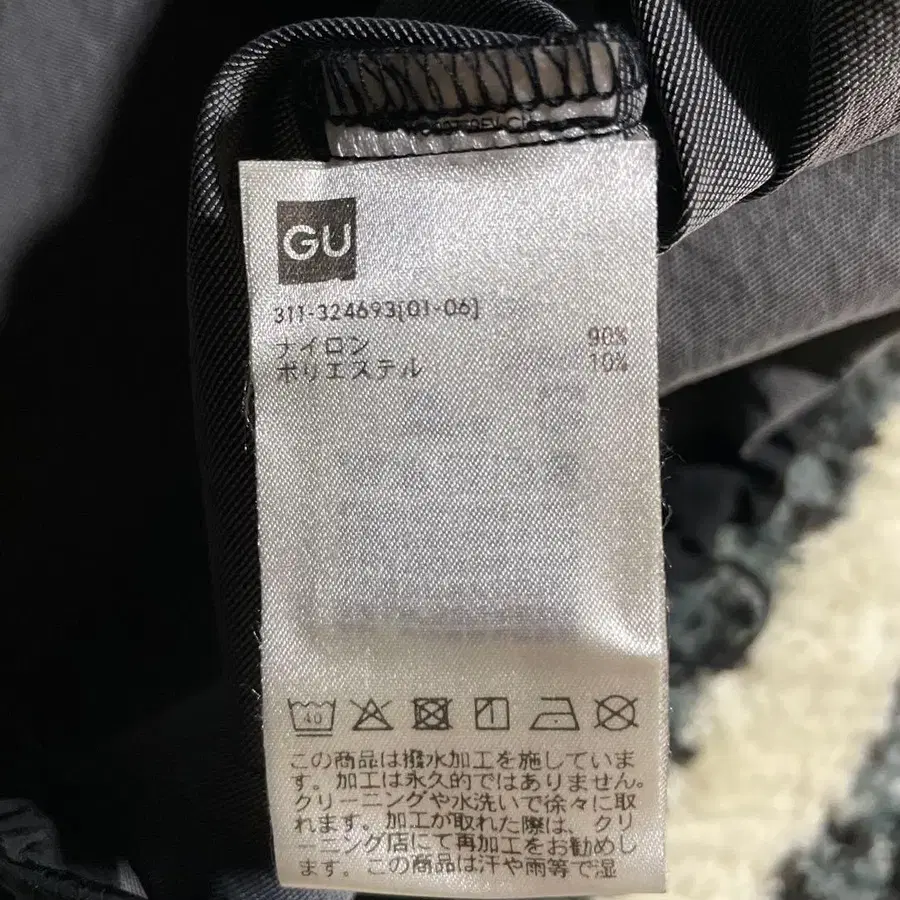 GU
311-324693[01-06]
ナイロン 90%
ポリエステル 10%
40
この商品は撥水加工を施していま
す。加工は永久的ではありません。
クリーニングや水洗いで徐々に取
れます。加工が取れた際は、クリ
ーニング店にて再加工をお勧めし
ます。この商品は汗や雨等で湿